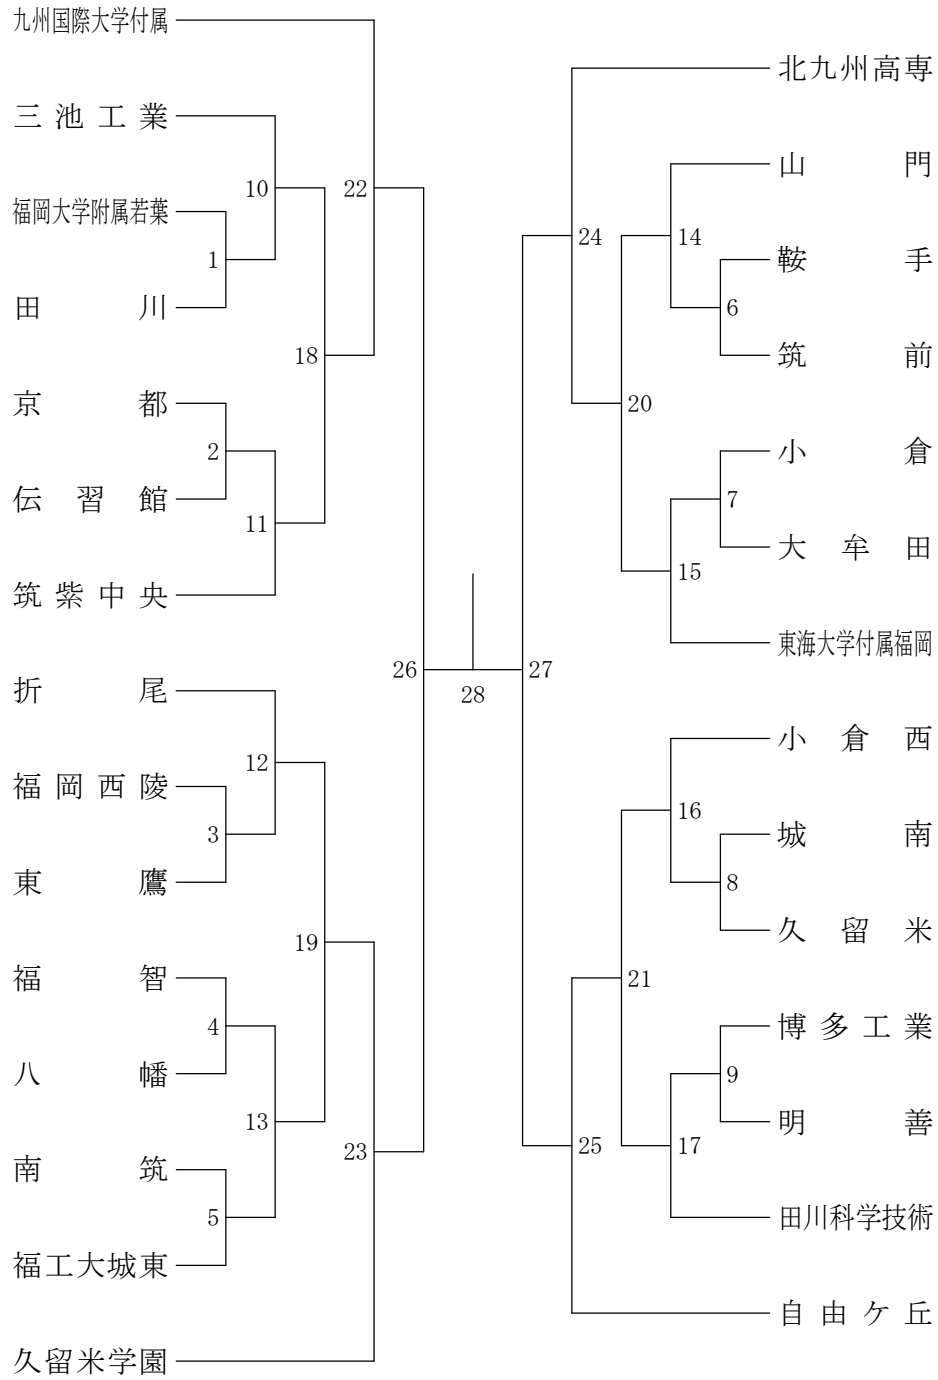 九州国際大学付属
三池工業
福岡大学附属若葉
田川
京都
伝習館
筑紫中央
折尾
福岡西陵
東鷹
福智
八幡
南筑
福工大城東
久留米学園
1
2
3
4
5
10
11
12
13
18
19
22
23
26
28
27
24
25
20
21
14
15
16
17
6
7
8
9
北九州高専
山門
鞍手
筑前
小倉
大牟田
東海大学付属福岡
小倉西
城南
久留米
博多工業
明善
田川科学技術
自由ケ丘